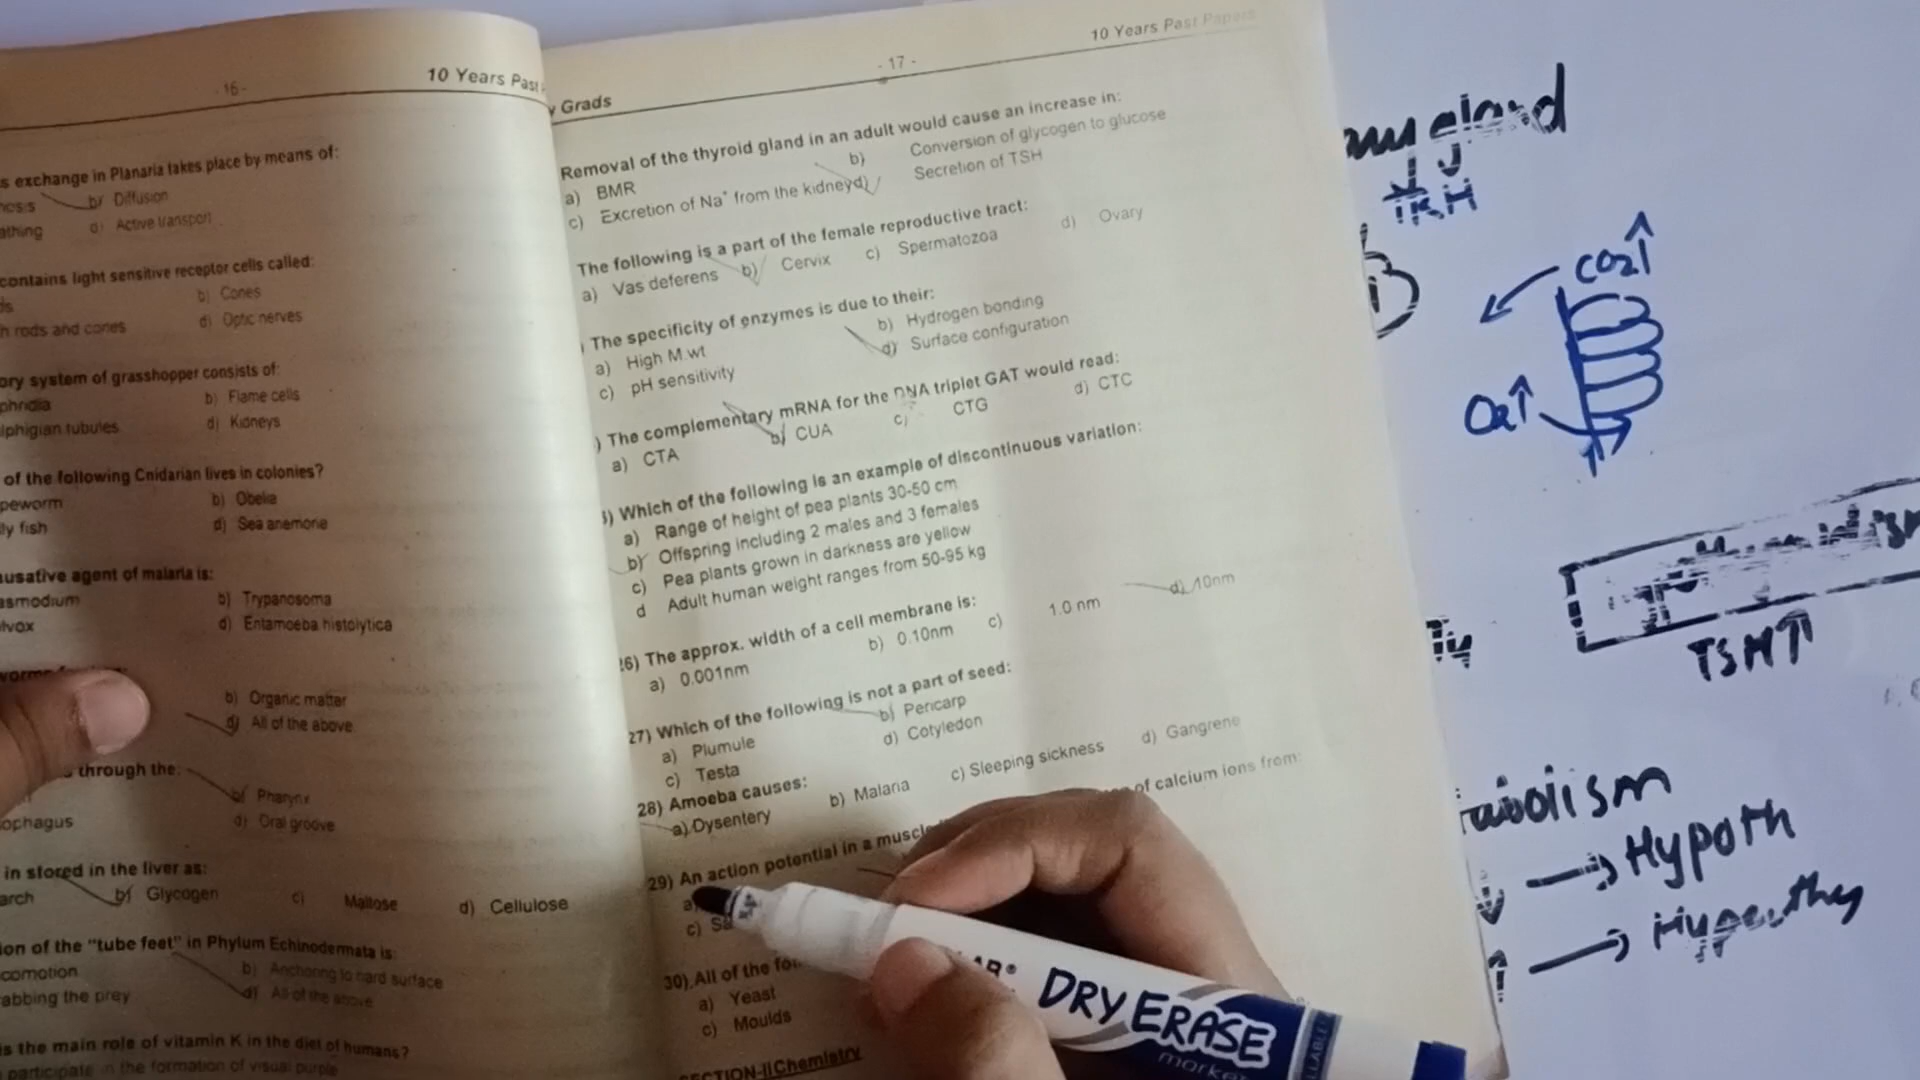 - 16 -
10 Years Past
s exchange in Planaria takes place by means of:
b) Diffusion
athing d) Active transport
contains light sensitive receptor cells called:
b) Cones
h rods and cones d) Optic nerves
ory system of grasshopper consists of:
phridia b) Flame cells
lphigian tubules d) Kidneys
of the following Cnidarian lives in colonies?
peworm b) Obelia
lly fish d) Sea anemone
ausative agent of malaria is:
asmodium b) Trypanosoma
lvox d) Entamoeba histolytica
b) Organic matter
d) All of the above
through the:
b) Pharynx
ophagus d) Oral groove
in stored in the liver as:
arch b) Glycogen c) Maltose d) Cellulose
ion of the "tube feet" in Phylum Echinodermata is:
comotion b) Anchoring to hard surface
abbing the prey d) All of the above
is the main role of vitamin K in the diet of humans?
participate in the formation of visual purple
Grads - 17 - 10 Years Past Papers
Removal of the thyroid gland in an adult would cause an increase in:
a) BMR b) Conversion of glycogen to glucose
c) Excretion of Na+ from the kidney d) Secretion of TSH
The following is a part of the female reproductive tract:
a) Vas deferens b) Cervix c) Spermatozoa d) Ovary
The specificity of enzymes is due to their:
a) High M.wt b) Hydrogen bonding
c) pH sensitivity d) Surface configuration
) The complementary mRNA for the DNA triplet GAT would read:
a) CTA b) CUA c) CTG d) CTC
) Which of the following is an example of discontinuous variation:
a) Range of height of pea plants 30-50 cm
b) Offspring including 2 males and 3 females
c) Pea plants grown in darkness are yellow
d Adult human weight ranges from 50-95 kg
26) The approx. width of a cell membrane is:
a) 0.001nm b) 0.10nm c) 1.0 nm d) 10nm
27) Which of the following is not a part of seed:
a) Plumule b) Pericarp
c) Testa d) Cotyledon
28) Amoeba causes:
a) Dysentery b) Malaria c) Sleeping sickness d) Gangrene
29) An action potential in a muscle of calcium ions from:
a)
c) Sa
30) All of the fo
a) Yeast
c) Moulds
SECTION-II Chemistry
DRY ERASE
marker
gland
TRH
CO2↑
O2↑
TSH↑
→ Hypoth
→